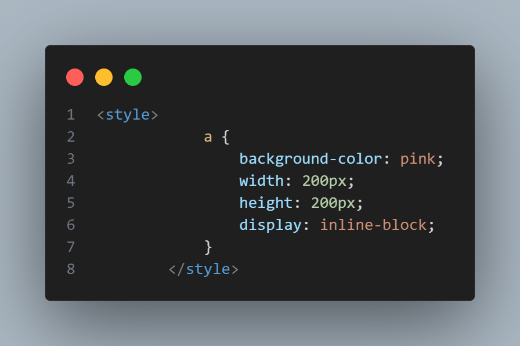 1 <style>
2 a {
3 background-color: pink;
4 width: 200px;
5 height: 200px;
6 display: inline-block;
7 }
8 </style>